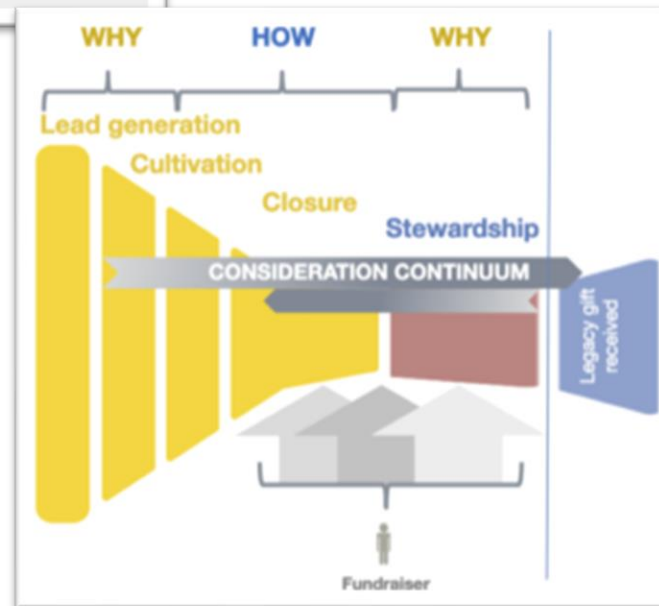 WHY HOW WHY
Lead generation
Cultivation
Closure
Stewardship
CONSIDERATION CONTINUUM
Legacy gift
received
Fundraiser